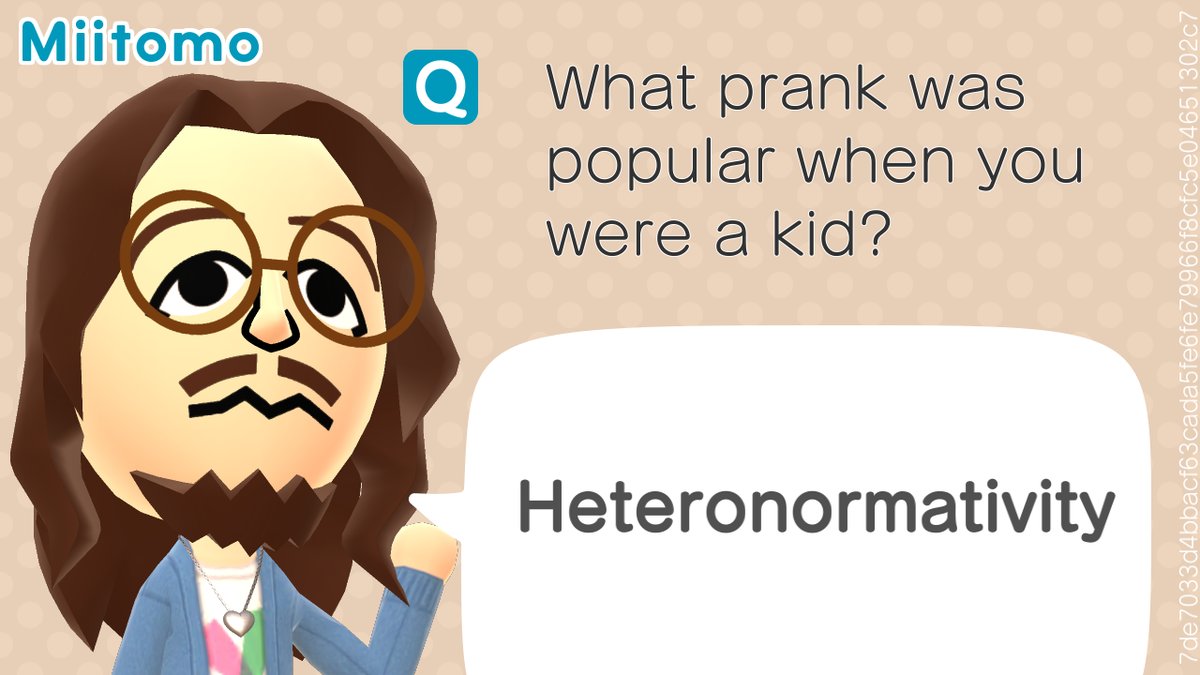 Miitomo
Q
What prank was
popular when you
were a kid?
Heteronormativity
7de7033d4bbacf63cada5fe6fe79966f8cfc5e04651302c7